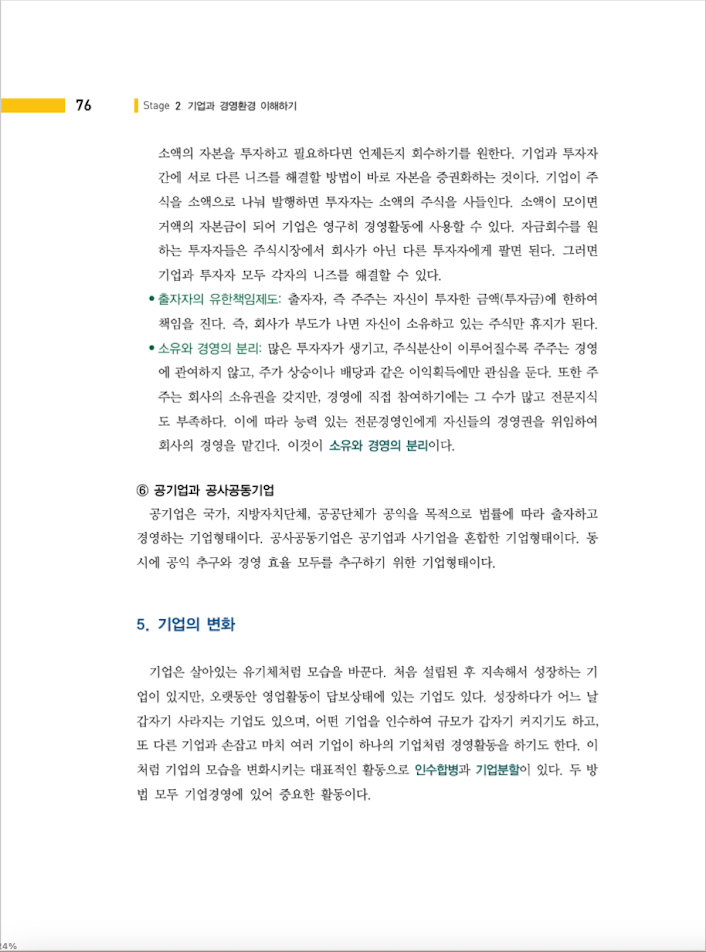 76
Stage 2 기업과 경영환경 이해하기
소액의 자본을 투자하고 필요하다면 언제든지 회수하기를 원한다. 기업과 투자자
간에 서로 다른 니즈를 해결할 방법이 바로 자본을 증권화하는 것이다. 기업이 주
식을 소액으로 나눠 발행하면 투자자는 소액의 주식을 사들인다. 소액이 모이면
거액의 자본금이 되어 기업은 영구히 경영활동에 사용할 수 있다. 자금회수를 원
하는 투자자들은 주식시장에서 회사가 아닌 다른 투자자에게 팔면 된다. 그러면
기업과 투자자 모두 각자의 니즈를 해결할 수 있다.
• 출자자의 유한책임제도: 출자자, 즉 주주는 자신이 투자한 금액(투자금)에 한하여
책임을 진다. 즉, 회사가 부도가 나면 자신이 소유하고 있는 주식만 휴지가 된다.
• 소유와 경영의 분리: 많은 투자자가 생기고, 주식분산이 이루어질수록 주주는 경영
에 관여하지 않고, 주가 상승이나 배당과 같은 이익획득에만 관심을 둔다. 또한 주
주는 회사의 소유권을 갖지만, 경영에 직접 참여하기에는 그 수가 많고 전문지식
도 부족하다. 이에 따라 능력 있는 전문경영인에게 자신들의 경영권을 위임하여
회사의 경영을 맡긴다. 이것이 소유와 경영의 분리이다.
⑥ 공기업과 공사공동기업
공기업은 국가, 지방자치단체, 공공단체가 공익을 목적으로 법률에 따라 출자하고
경영하는 기업형태이다. 공사공동기업은 공기업과 사기업을 혼합한 기업형태이다. 동
시에 공익 추구와 경영 효율 모두를 추구하기 위한 기업형태이다.
5. 기업의 변화
기업은 살아있는 유기체처럼 모습을 바꾼다. 처음 설립된 후 지속해서 성장하는 기
업이 있지만, 오랫동안 영업활동이 답보상태에 있는 기업도 있다. 성장하다가 어느 날
갑자기 사라지는 기업도 있으며, 어떤 기업을 인수하여 규모가 갑자기 커지기도 하고,
또 다른 기업과 손잡고 마치 여러 기업이 하나의 기업처럼 경영활동을 하기도 한다. 이
처럼 기업의 모습을 변화시키는 대표적인 활동으로 인수합병과 기업분할이 있다. 두 방
법 모두 기업경영에 있어 중요한 활동이다.